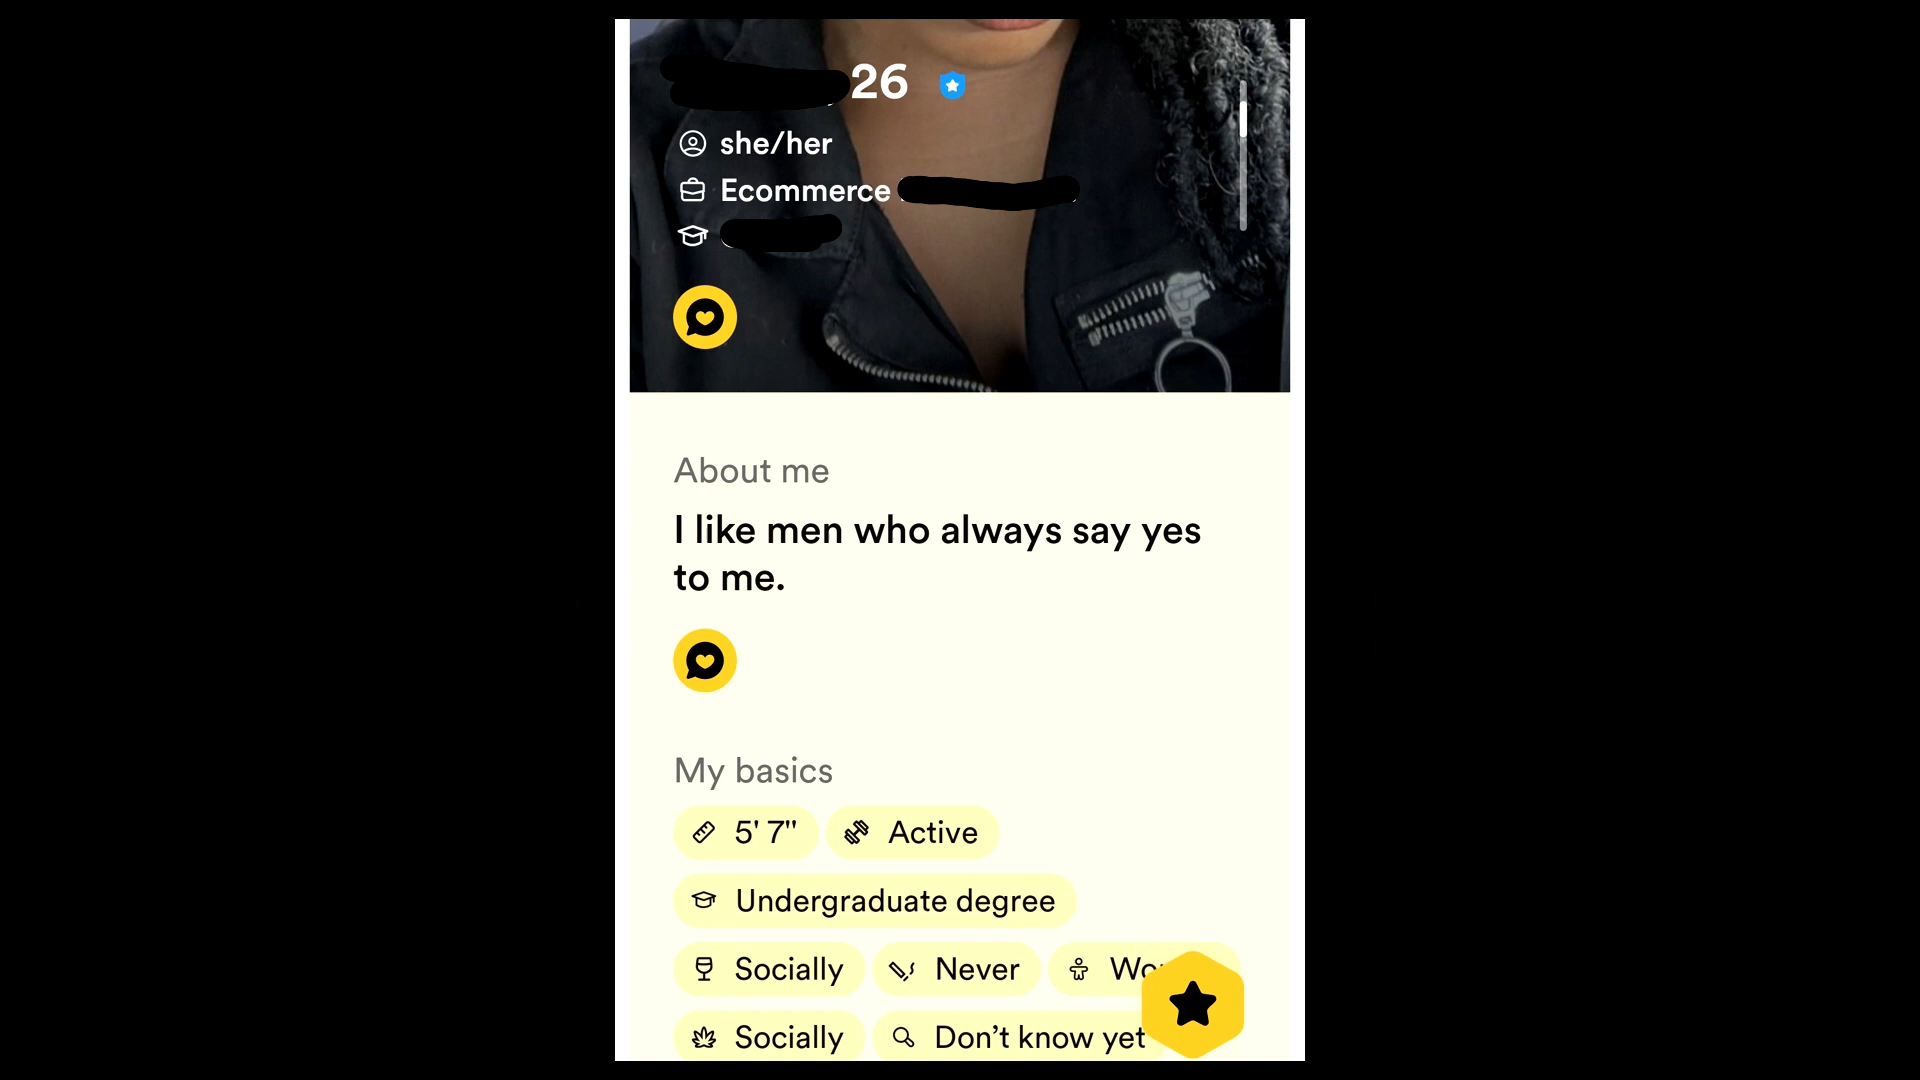 26
she/her
Ecommerce
About me
I like men who always say yes
to me.
My basics
5' 7" Active
Undergraduate degree
Socially Never
Socially Don’t know yet